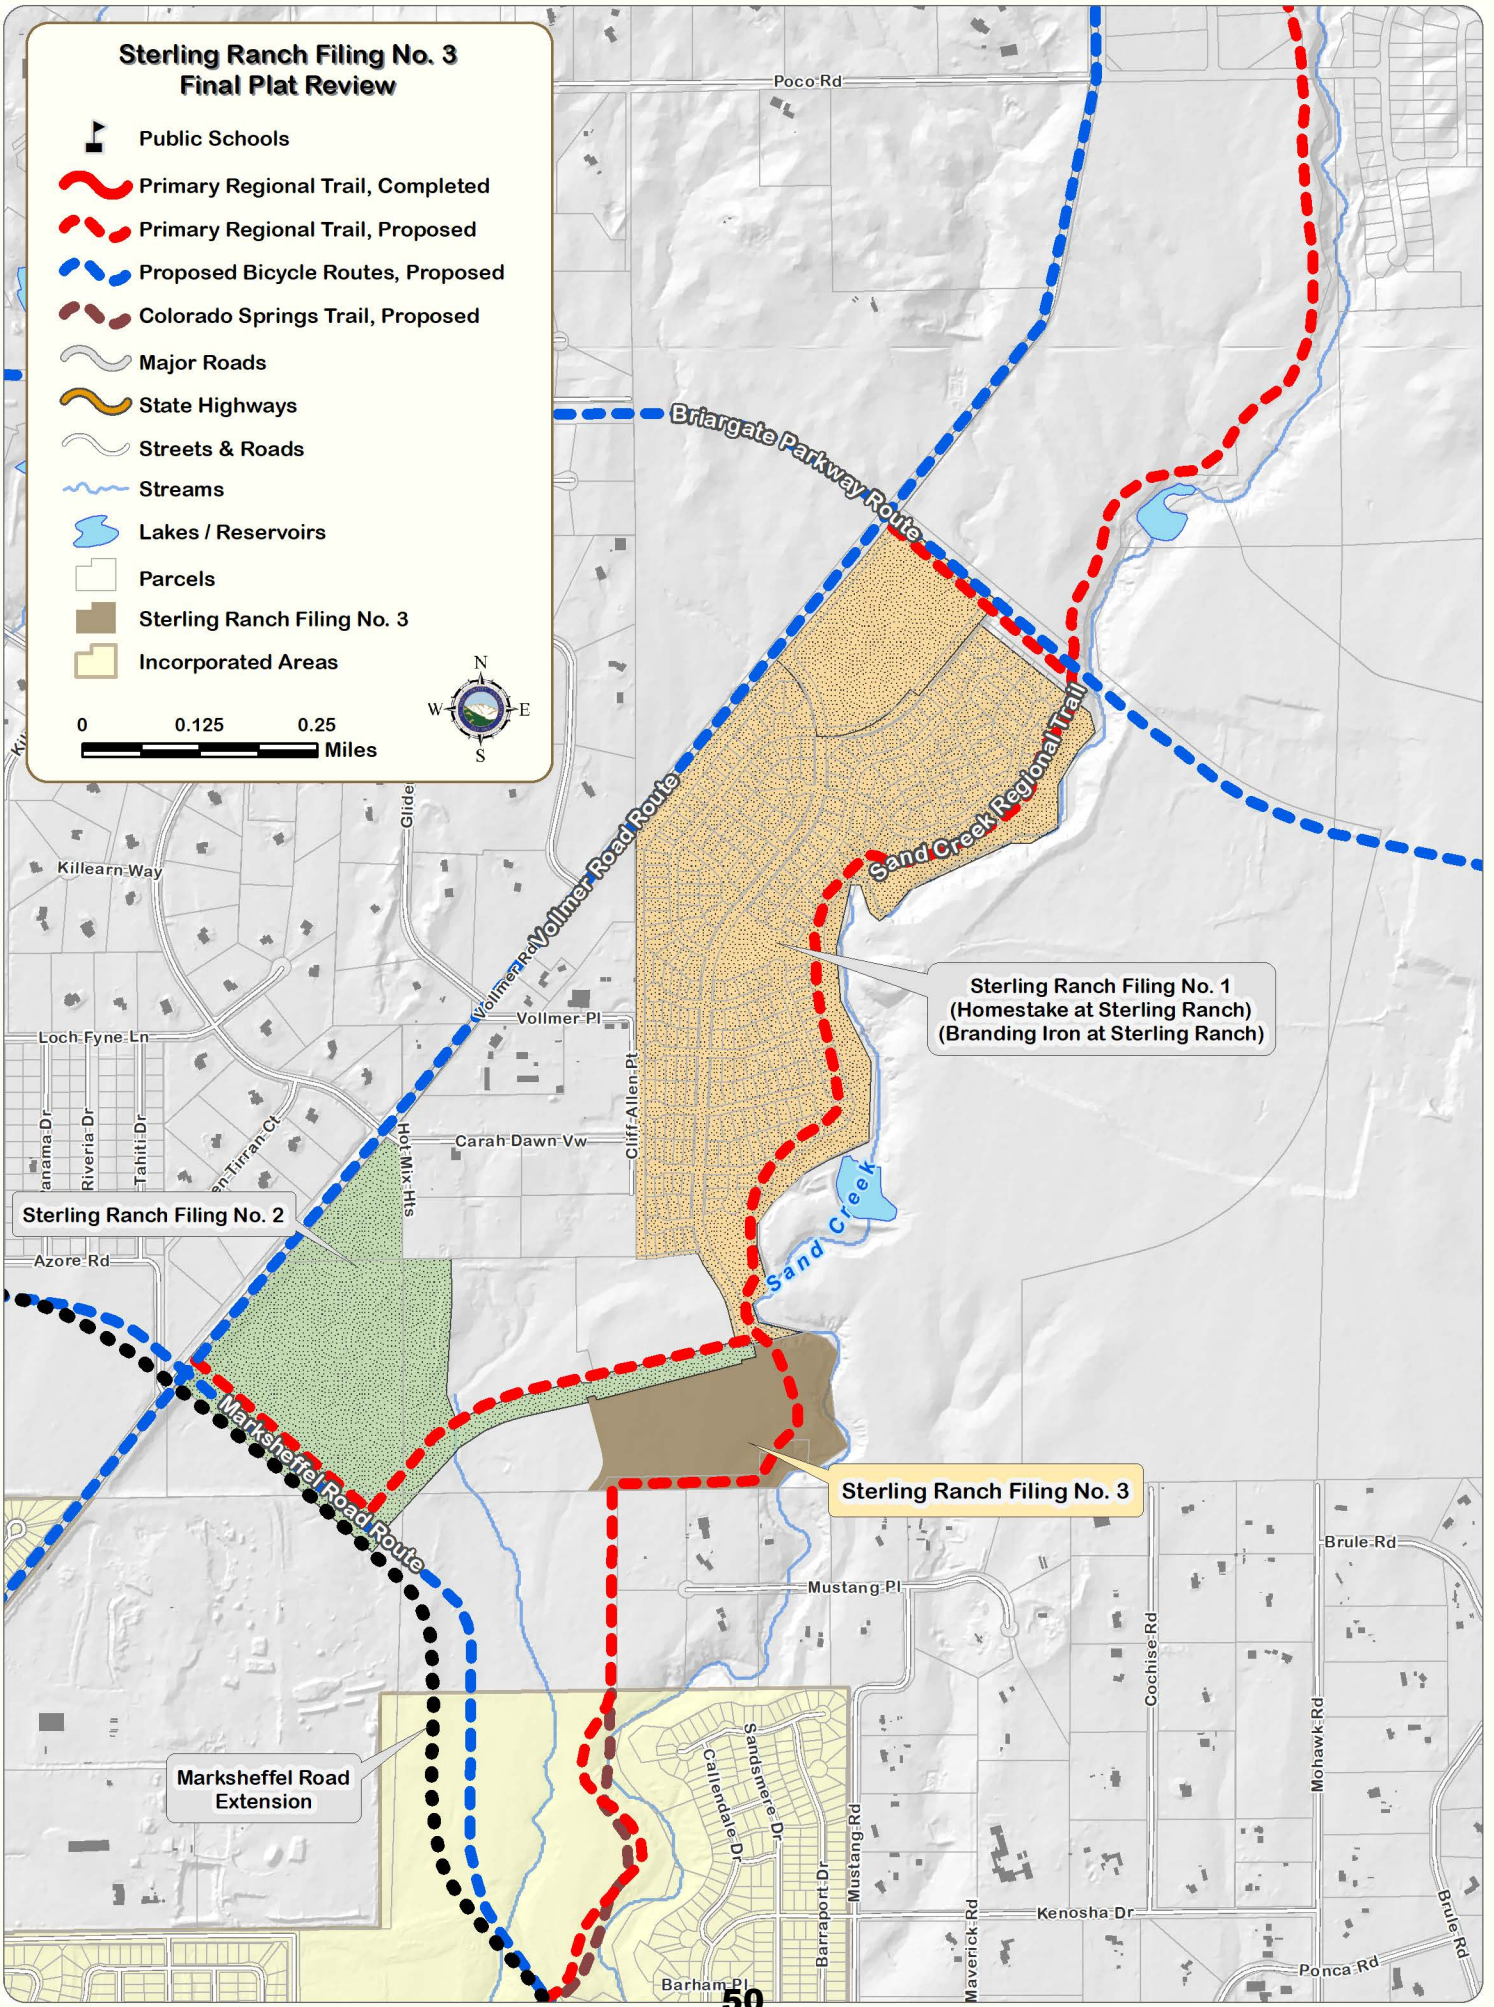 Sterling Ranch Filing No. 3
Final Plat Review
Public Schools
Primary Regional Trail, Completed
Primary Regional Trail, Proposed
Proposed Bicycle Routes, Proposed
Colorado Springs Trail, Proposed
Major Roads
State Highways
Streets & Roads
Streams
Lakes / Reservoirs
Parcels
Sterling Ranch Filing No. 3
Incorporated Areas
N
W E
S
0 0.125 0.25
Miles
Poco Rd
Briargate Parkway Route
Sand Creek Regional Trail
Vollmer Road Route
Vollmer Rd
Glide
Killearn Way
Sterling Ranch Filing No. 1
(Homestake at Sterling Ranch)
(Branding Iron at Sterling Ranch)
Vollmer Pl
Loch Fyne Ln
Cliff Allen Pt
Carah Dawn Vw
Hot Mix Hts
anama Dr
Riveria Dr
Tahiti Dr
en Tirran Ct
Sand Creek
Sterling Ranch Filing No. 2
Azore Rd
Marksheffel Road Route
Sterling Ranch Filing No. 3
Brule Rd
Mustang Pl
Cochise Rd
Mohawk Rd
Marksheffel Road
Extension
Sandsmere Dr
Callendale Dr
Mustang Rd
Barraport Dr
Maverick Rd
Kenosha Dr
Brule Rd
Ponca Rd
Barham Pl
50